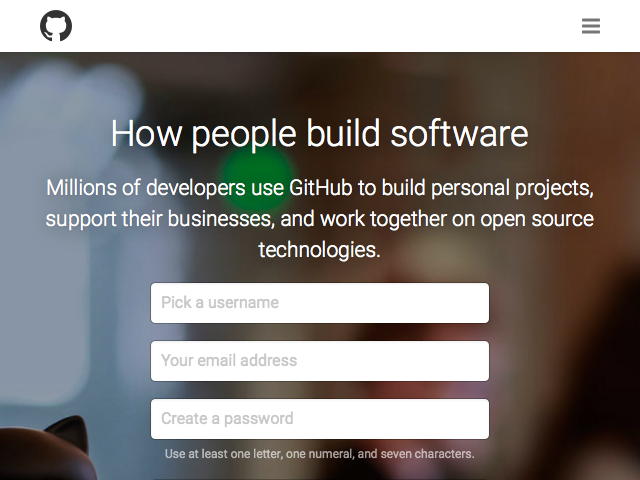 How people build software
Millions of developers use GitHub to build personal projects,
support their businesses, and work together on open source
technologies.
Pick a username
Your email address
Create a password
Use at least one letter, one numeral, and seven characters.